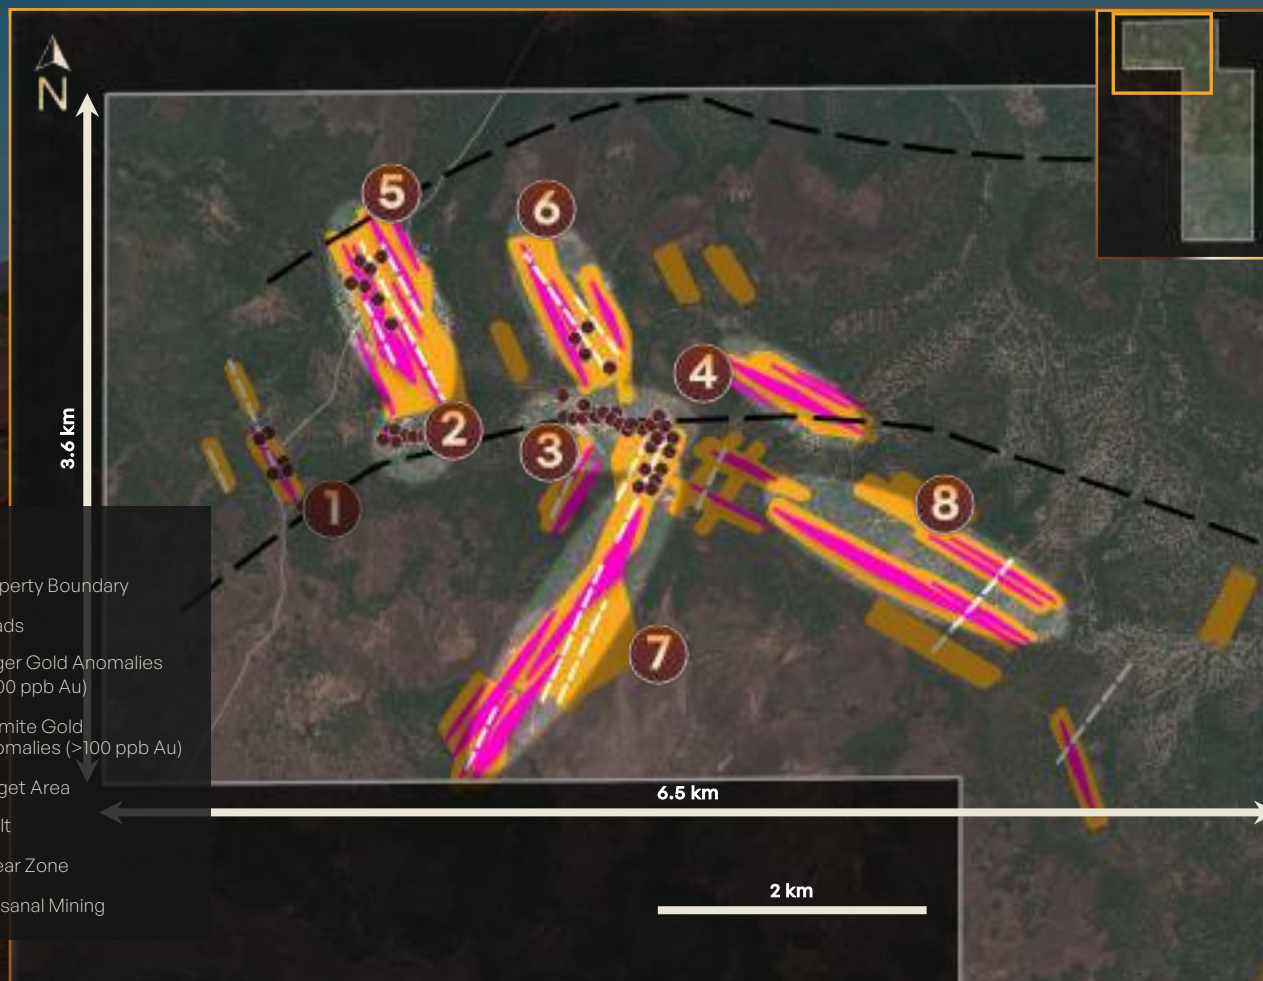 N
5
6
4
2
3
8
1
7
3.6 km
perty Boundary
ads
ger Gold Anomalies
00 ppb Au)
mite Gold
omalies (>100 ppb Au)
get Area
lt
ear Zone
sanal Mining
6.5 km
2 km